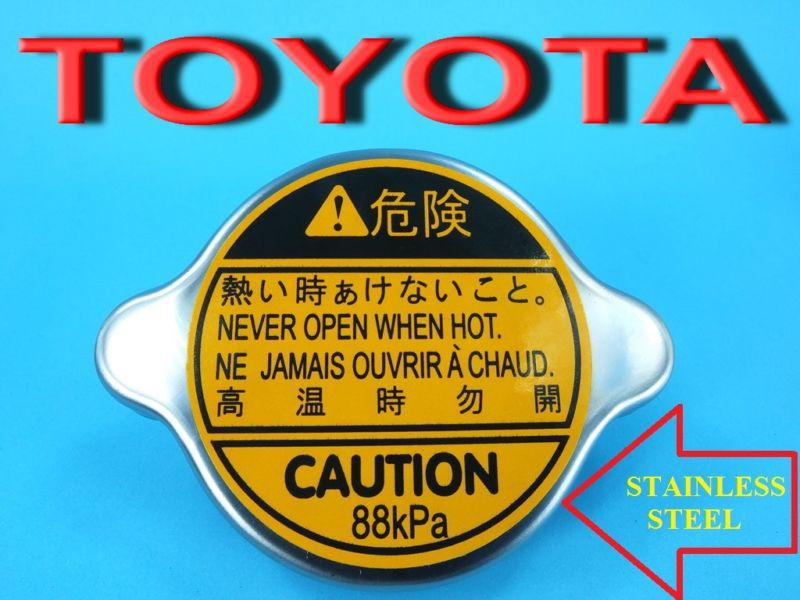 TOYOTA
危険
熱い時ぁけないこと。
NEVER OPEN WHEN HOT.
NE JAMAIS OUVRIR À CHAUD.
高温時勿開
CAUTION
88kPa
STAINLESS
STEEL